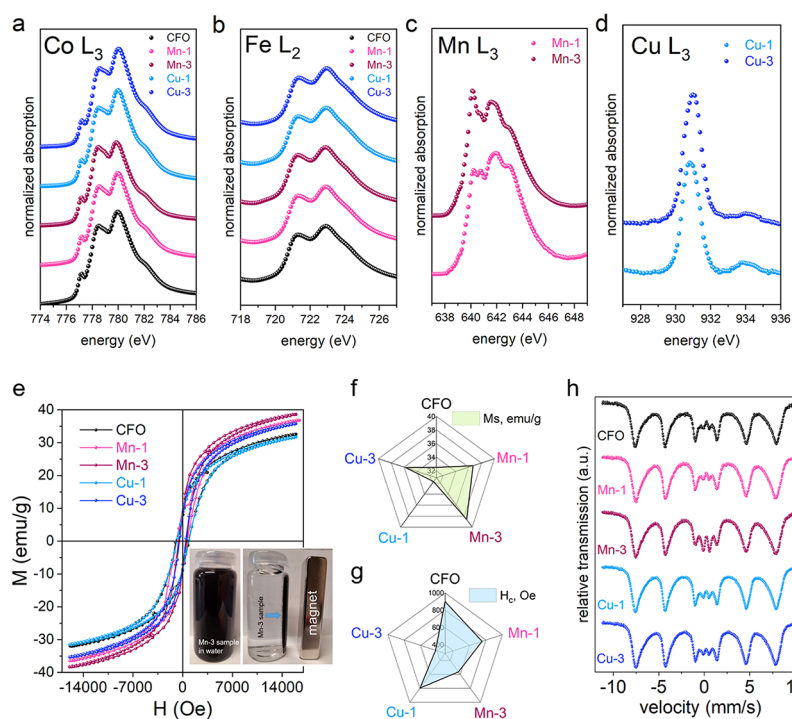 a
Co L3
CFO
Mn-1
Mn-3
Cu-1
Cu-3
normalized absorption
774 776 778 780 782 784 786
energy (eV)
b
Fe L2
CFO
Mn-1
Mn-3
Cu-1
Cu-3
normalized absorption
718 720 722 724 726
energy (eV)
c
Mn L3
Mn-1
Mn-3
normalized absorption
638 640 642 644 646 648
energy (eV)
d
Cu L3
Cu-1
Cu-3
normalized absorption
928 930 932 934 936
energy (eV)
e
CFO
Mn-1
Mn-3
Cu-1
Cu-3
M (emu/g)
40
30
20
10
0
-10
-20
-30
-40
-14000 -7000 0 7000 14000
H (Oe)
Mn-3 sample
in water
Mn-3 sample
magnet
f
CFO
Ms, emu/g
40
38
36
34
32
Mn-1
Mn-3
Cu-1
Cu-3
g
CFO
Hc, Oe
1000
800
600
400
Mn-1
Mn-3
Cu-1
Cu-3
h
relative transmission (a.u.)
CFO
Mn-1
Mn-3
Cu-1
Cu-3
-10 -5 0 5 10
velocity (mm/s)